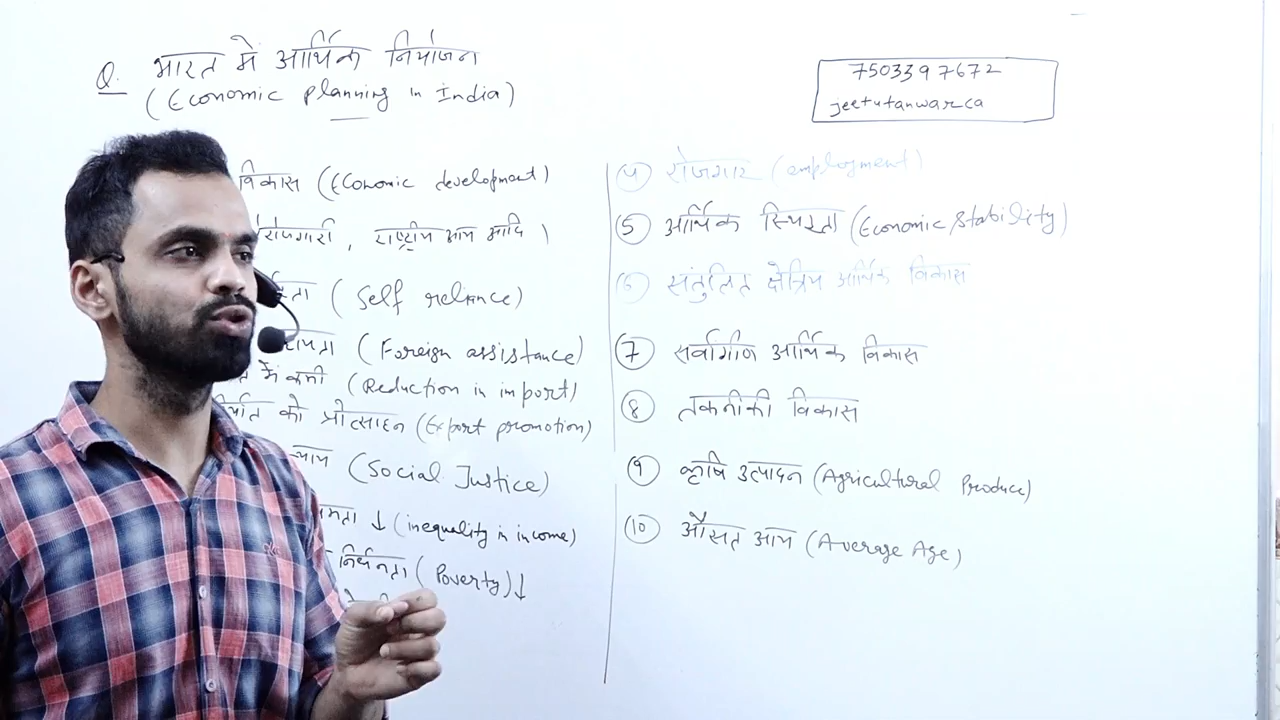 Q. भारत में आर्थिक नियोजन
(Economic planning in India)
7503397672
jeetutanwarca
विकास (Economic development)
रोजगारी, राष्ट्रीय आय आदि।
(Self reliance)
(Foreign assistance)
में कमी (Reduction in import)
को प्रोत्साहन (Export promotion)
(Social Justice)
↓ (inequality in income)
निर्धनता (Poverty)↓
4 रोजगार (employment)
5 आर्थिक स्थिरता (Economic stability)
6 संतुलित क्षेत्रिय आर्थिक विकास
7 सर्वांगीण आर्थिक विकास
8 तकनीकी विकास
9 कृषि उत्पादन (Agricultural Produce)
10 औसत आय (Average Age)